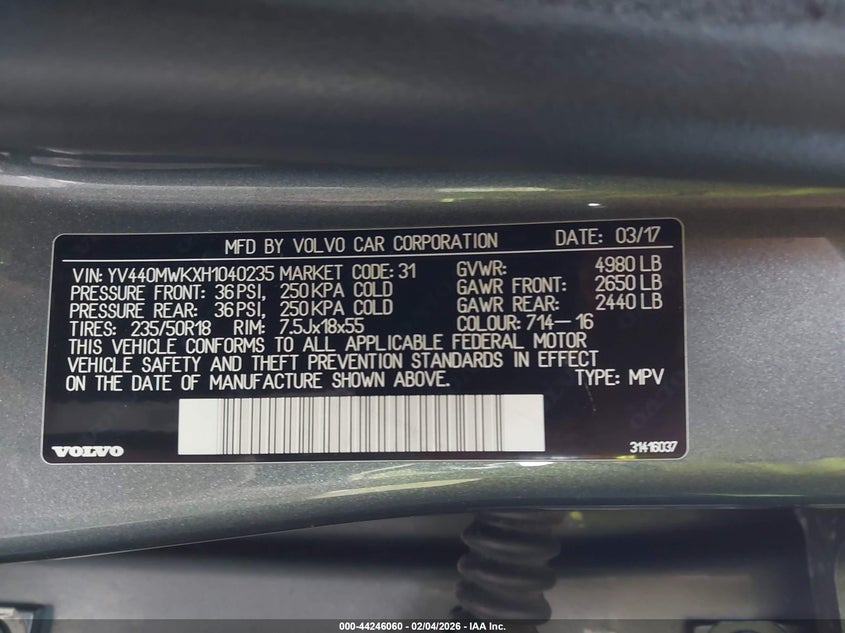 MFD BY VOLVO CAR CORPORATION DATE: 03/17
VIN: YV440MWKXH1040235 MARKET CODE: 31 GVWR: 4980 LB
PRESSURE FRONT: 36 PSI, 250 KPA COLD GAWR FRONT: 2650 LB
PRESSURE REAR: 36 PSI, 250 KPA COLD GAWR REAR: 2440 LB
TIRES: 235/50R18 RIM: 7.5Jx18x55 COLOUR: 714-16
THIS VEHICLE CONFORMS TO ALL APPLICABLE FEDERAL MOTOR
VEHICLE SAFETY AND THEFT PREVENTION STANDARDS IN EFFECT
ON THE DATE OF MANUFACTURE SHOWN ABOVE. TYPE: MPV
VOLVO 31416037
000-44246060 - 02/04/2026 - IAA Inc.